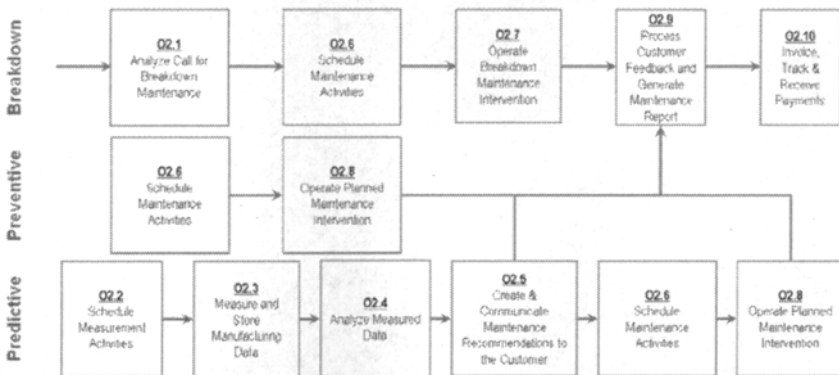 Breakdown
O2.1
Analyze Call for
Breakdown
Maintenance
O2.6
Schedule
Maintenance
Activities
O2.7
Operate
Breakdown
Maintenance
Intervention
O2.9
Process
Customer
Feedback and
Generate
Maintenance
Report
O2.10
Invoice,
Track &
Receive
Payments
Preventive
O2.6
Schedule
Maintenance
Activities
O2.8
Operate Planned
Maintenance
Intervention
Predictive
O2.2
Schedule
Measurement
Activities
O2.3
Measure and
Store
Manufacturing
Data
O2.4
Analyze Measured
Data
O2.5
Create &
Communicate
Maintenance
Recommendations to
the Customer
O2.6
Schedule
Maintenance
Activities
O2.8
Operate Planned
Maintenance
Intervention